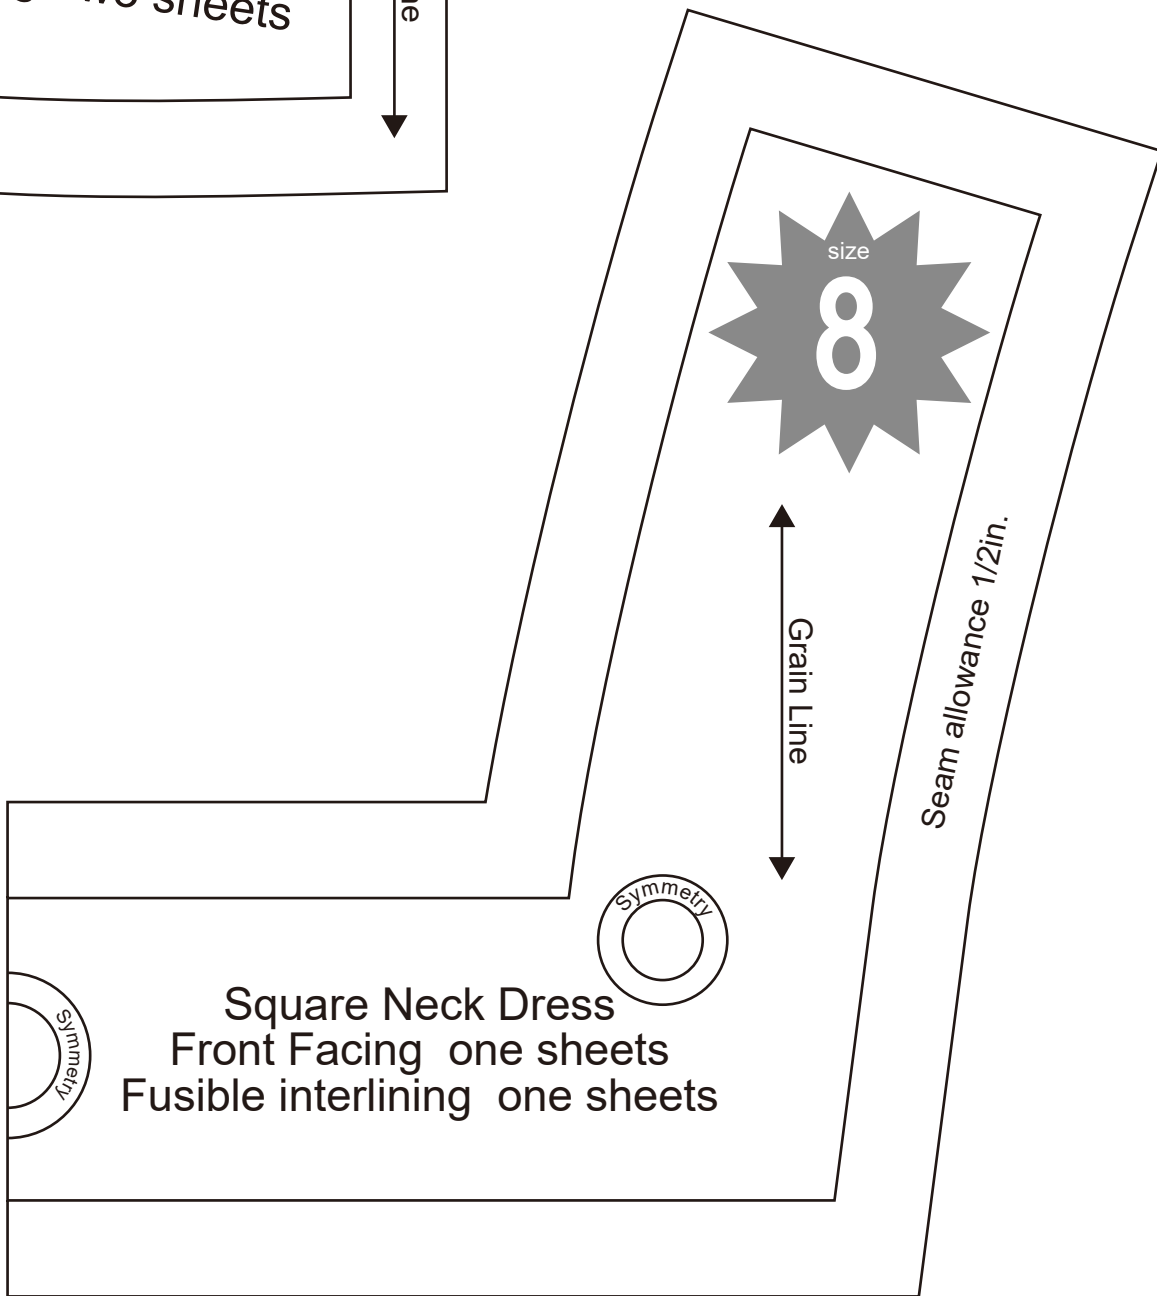 sheets
size
8
Grain Line
Seam allowance 1/2in.
Symmetry
Symmetry
Square Neck Dress
Front Facing  one sheets
Fusible interlining  one sheets